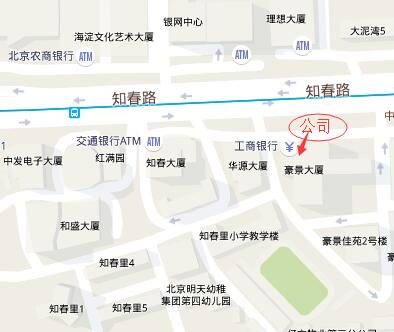 理想大厦
银网中心
大泥湾5
海淀文化艺术大厦
北京农商银行 ATM
ATM
ATM
知春路
知春路
公司
中
交通银行ATM ATM
工商银行 ¥
1
中发电子大厦
红满园
知春大厦
华源大厦
豪景大厦
和盛大厦
知春里小学教学楼
豪景佳苑2号楼
知春里4
北京明天幼稚
集团第四幼儿园
知春里1
知春里5